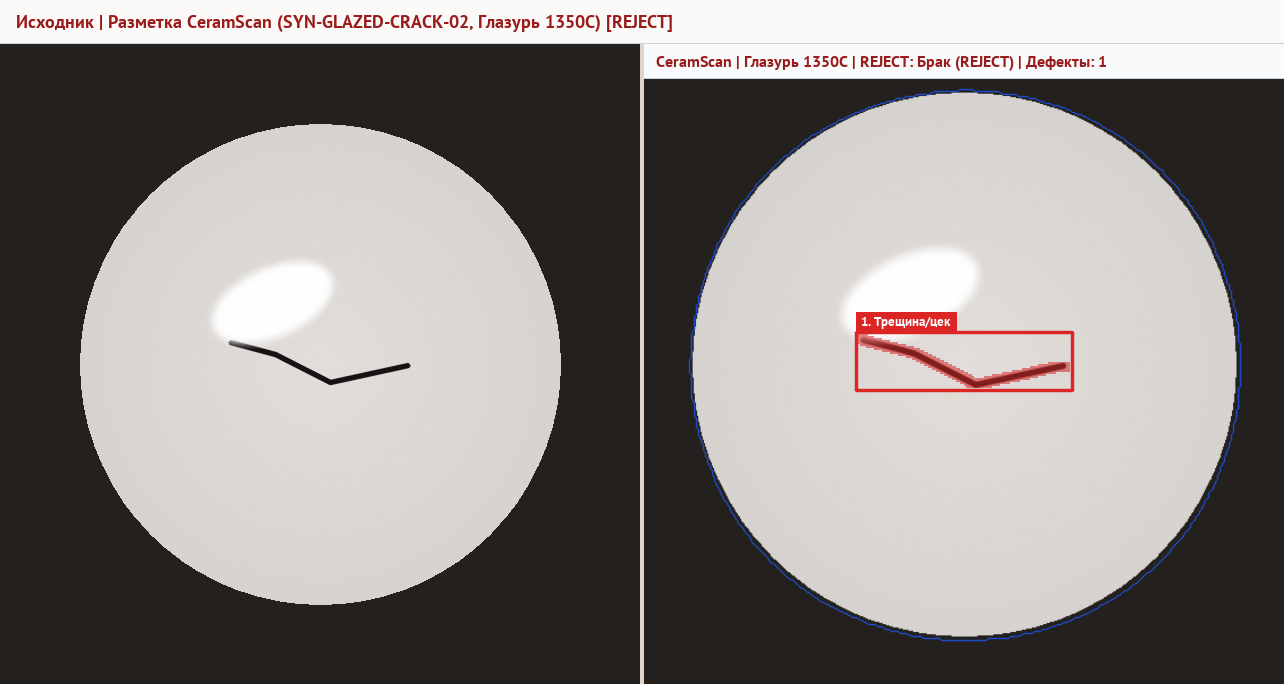 Исходник | Разметка CeramScan (SYN-GLAZED-CRACK-02, Глазурь 1350C) [REJECT]
CeramScan | Глазурь 1350C | REJECT: Брак (REJECT) | Дефекты: 1
1. Трещина/цек